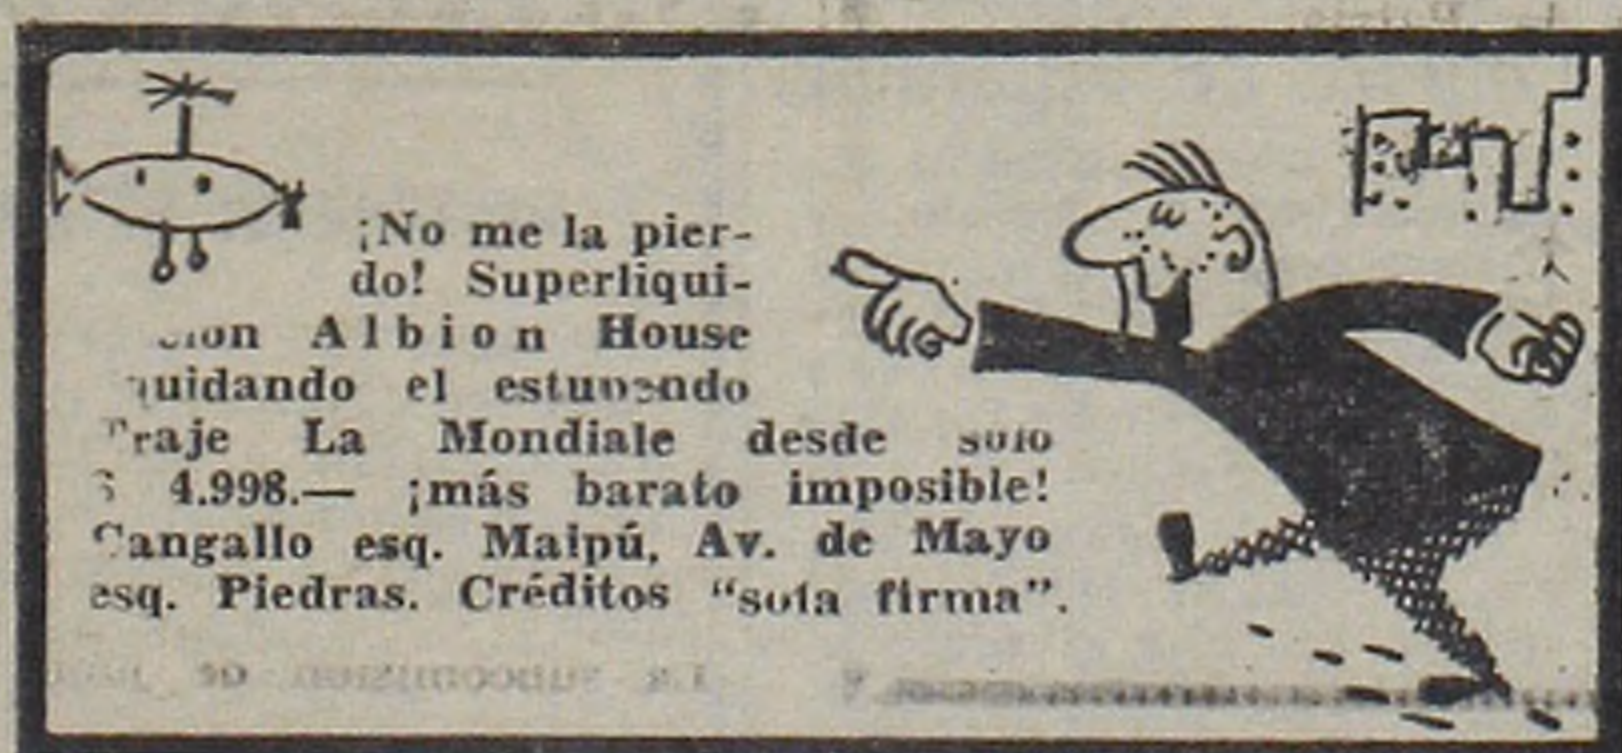 ¡No me la pier-
do! Superliqui-
cion Albion House
quidando el estupendo
Traje La Mondiale desde solo
$ 4.998.— ¡más barato imposible!
Cangallo esq. Maipú, Av. de Mayo
esq. Piedras. Créditos “sola firma”.